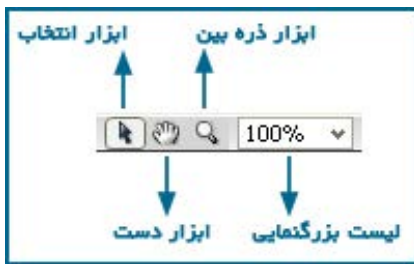 ابزار ذره بین
ابزار انتخاب
100%
لیست بزرگنمایی
ابزار دست